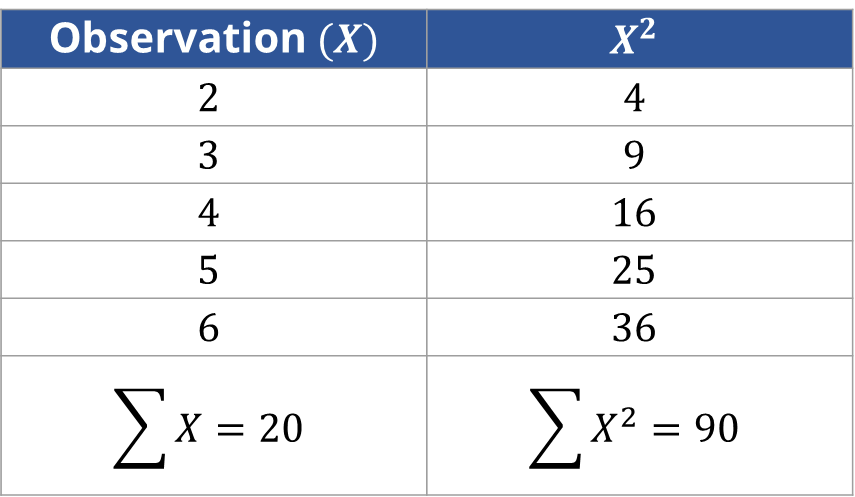 Observation (X) X²
2 4
3 9
4 16
5 25
6 36
∑ X = 20 ∑ X² = 90